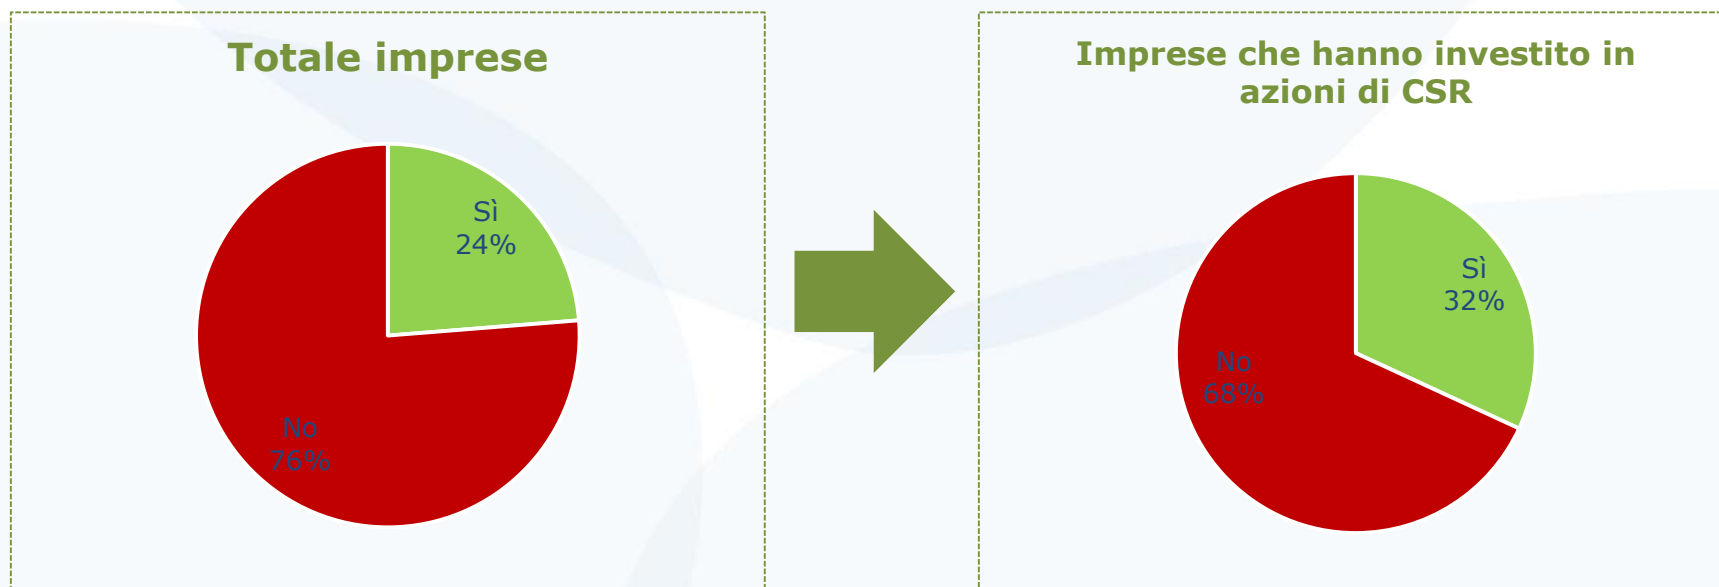 Totale imprese
Sì
24%
No
76%
Imprese che hanno investito in
azioni di CSR
Sì
32%
No
68%